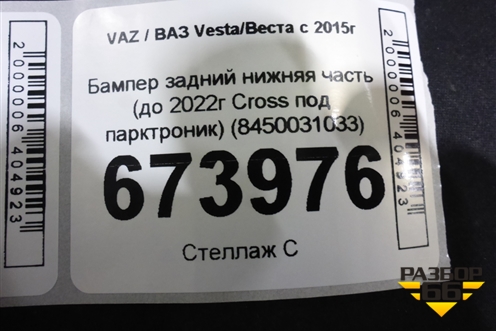 VAZ / ВАЗ Vesta/Веста с 2015г
Бампер задний нижняя часть
(до 2022г Cross под
парктроник) (8450031033)
673976
Стеллаж С
2000006404923
2000006404923
РАЗБОР
66